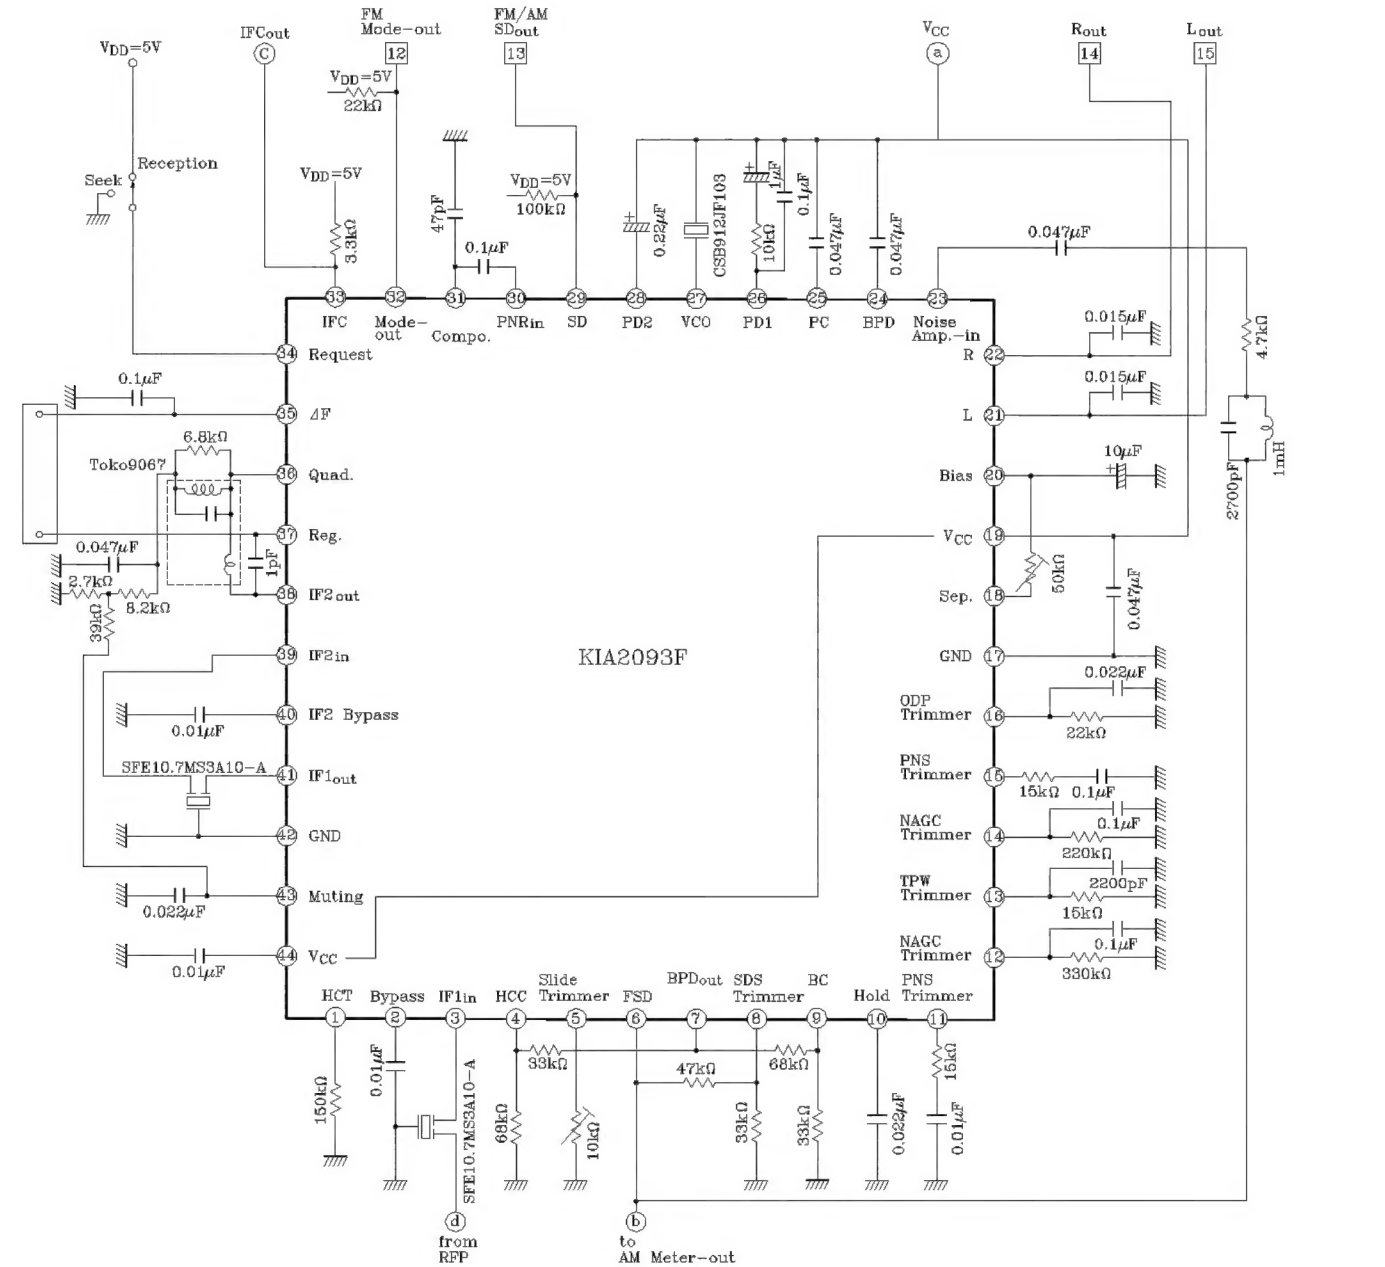 VDD=5V
IFCout
C
FM
Mode-out
12
FM/AM
SDout
13
VCC
a
Rout
14
Lout
15
VDD=5V
22kΩ
Reception
Seek
VDD=5V
3.3kΩ
47pF
0.1μF
VDD=5V
100kΩ
0.22μF
CSB912JF103
1μF
10kΩ
0.1μF
0.047μF
0.047μF
0.047μF
33
32
31
30
29
28
27
26
25
24
23
IFC
Mode-
out
Compo.
PNRin
SD
PD2
VCO
PD1
PC
BPD
Noise
Amp.-in
34
Request
R
22
0.015μF
4.7kΩ
0.1μF
35
ΔF
L
21
0.015μF
6.8kΩ
Toko9067
36
Quad.
Bias
20
10μF
2700pF
1mH
37
Reg.
VCC
19
0.047μF
1pF
50kΩ
0.047μF
2.7kΩ
8.2kΩ
39kΩ
38
IF2out
Sep.
18
39
IF2in
KIA2093F
GND
17
0.022μF
40
IF2 Bypass
0.01μF
ODP
Trimmer
16
22kΩ
SFE10.7MS3A10-A
41
IF1out
PNS
Trimmer
15
15kΩ
0.1μF
42
GND
NAGC
Trimmer
14
0.1μF
220kΩ
43
Muting
0.022μF
TPW
Trimmer
13
2200pF
15kΩ
44
VCC
0.01μF
NAGC
Trimmer
12
0.1μF
330kΩ
HCT
Bypass
IF1in
HCC
Slide
Trimmer
FSD
BPDout
SDS
Trimmer
BC
Hold
PNS
Trimmer
1
2
3
4
5
6
7
8
9
10
11
150kΩ
0.01μF
SFE10.7MS3A10-A
33kΩ
68kΩ
10kΩ
47kΩ
33kΩ
68kΩ
33kΩ
0.022μF
15kΩ
0.01μF
d
from
RFP
b
to
AM Meter-out